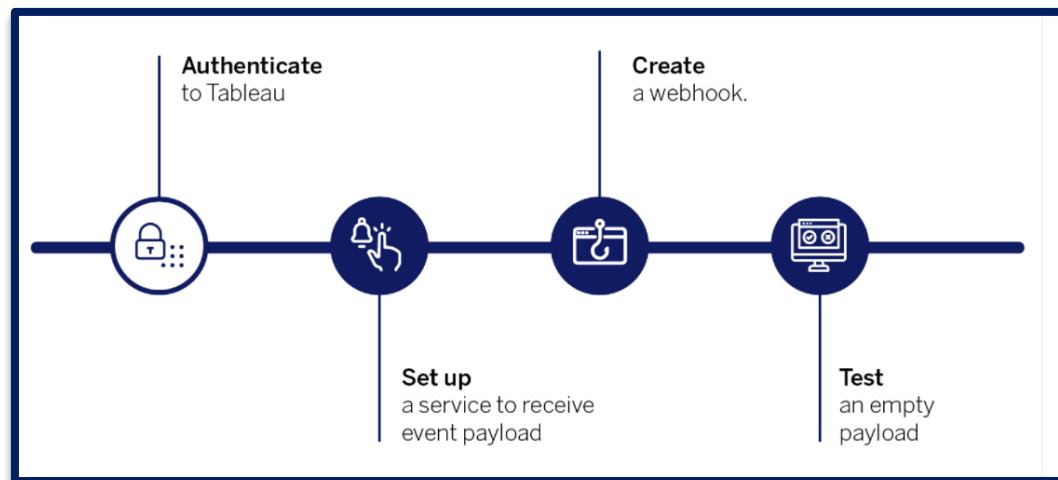 Authenticate
to Tableau
Set up
a service to receive
event payload
Create
a webhook.
Test
an empty
payload